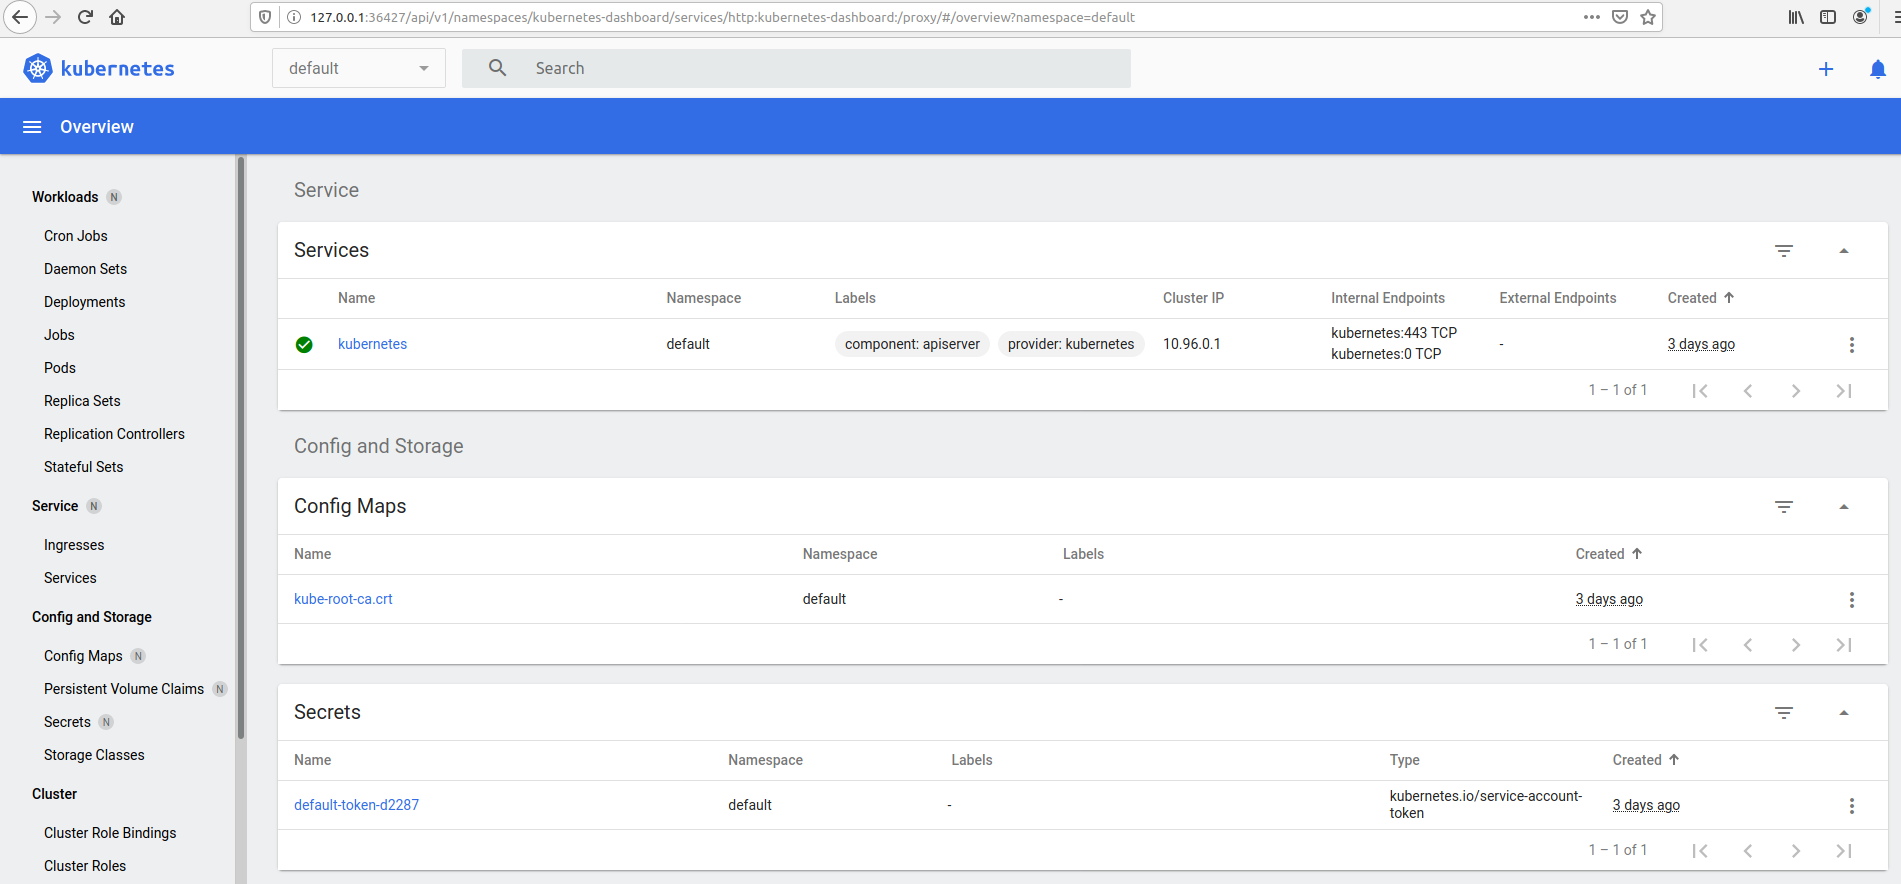 127.0.0.1:36427/api/v1/namespaces/kubernetes-dashboard/services/http:kubernetes-dashboard:/proxy/#/overview?namespace=default
kubernetes
default
Search
Overview
Workloads N
Cron Jobs
Daemon Sets
Deployments
Jobs
Pods
Replica Sets
Replication Controllers
Stateful Sets
Service N
Ingresses
Services
Config and Storage
Config Maps N
Persistent Volume Claims N
Secrets N
Storage Classes
Cluster
Cluster Role Bindings
Cluster Roles
Service
Services
Name Namespace Labels Cluster IP Internal Endpoints External Endpoints Created
kubernetes default component: apiserver provider: kubernetes 10.96.0.1 kubernetes:443 TCP - 3 days ago
kubernetes:0 TCP
1 – 1 of 1
Config and Storage
Config Maps
Name Namespace Labels Created
kube-root-ca.crt default - 3 days ago
1 – 1 of 1
Secrets
Name Namespace Labels Type Created
default-token-d2287 default - kubernetes.io/service-account- 3 days ago
token
1 – 1 of 1